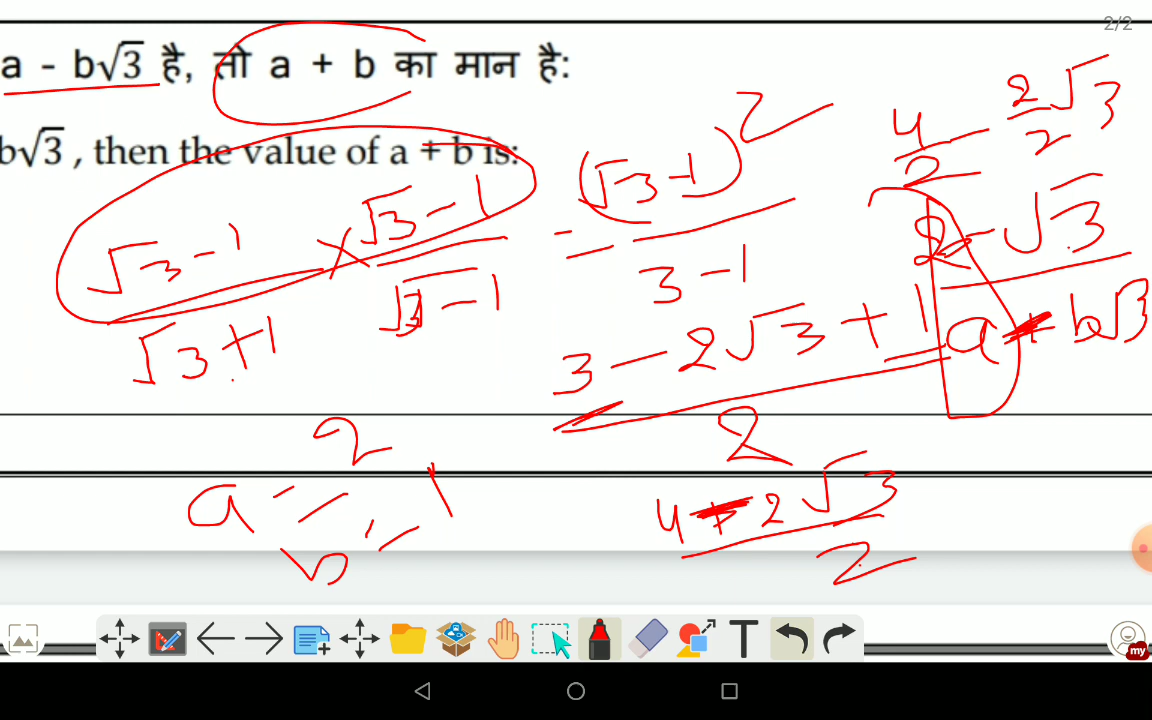 2/2
a - b√3 है, तो a + b का मान है:
b√3 , then the value of a + b is:
√3 - 1 / √3 + 1 × √3 - 1 / √3 - 1 = (√3 - 1)² / 3 - 1
4/2 - 2√3/2
2 - √3
3 - 2√3 + 1 / 2
a - b√3
a = 2
b = 1
4 - 2√3 / 2
T
my